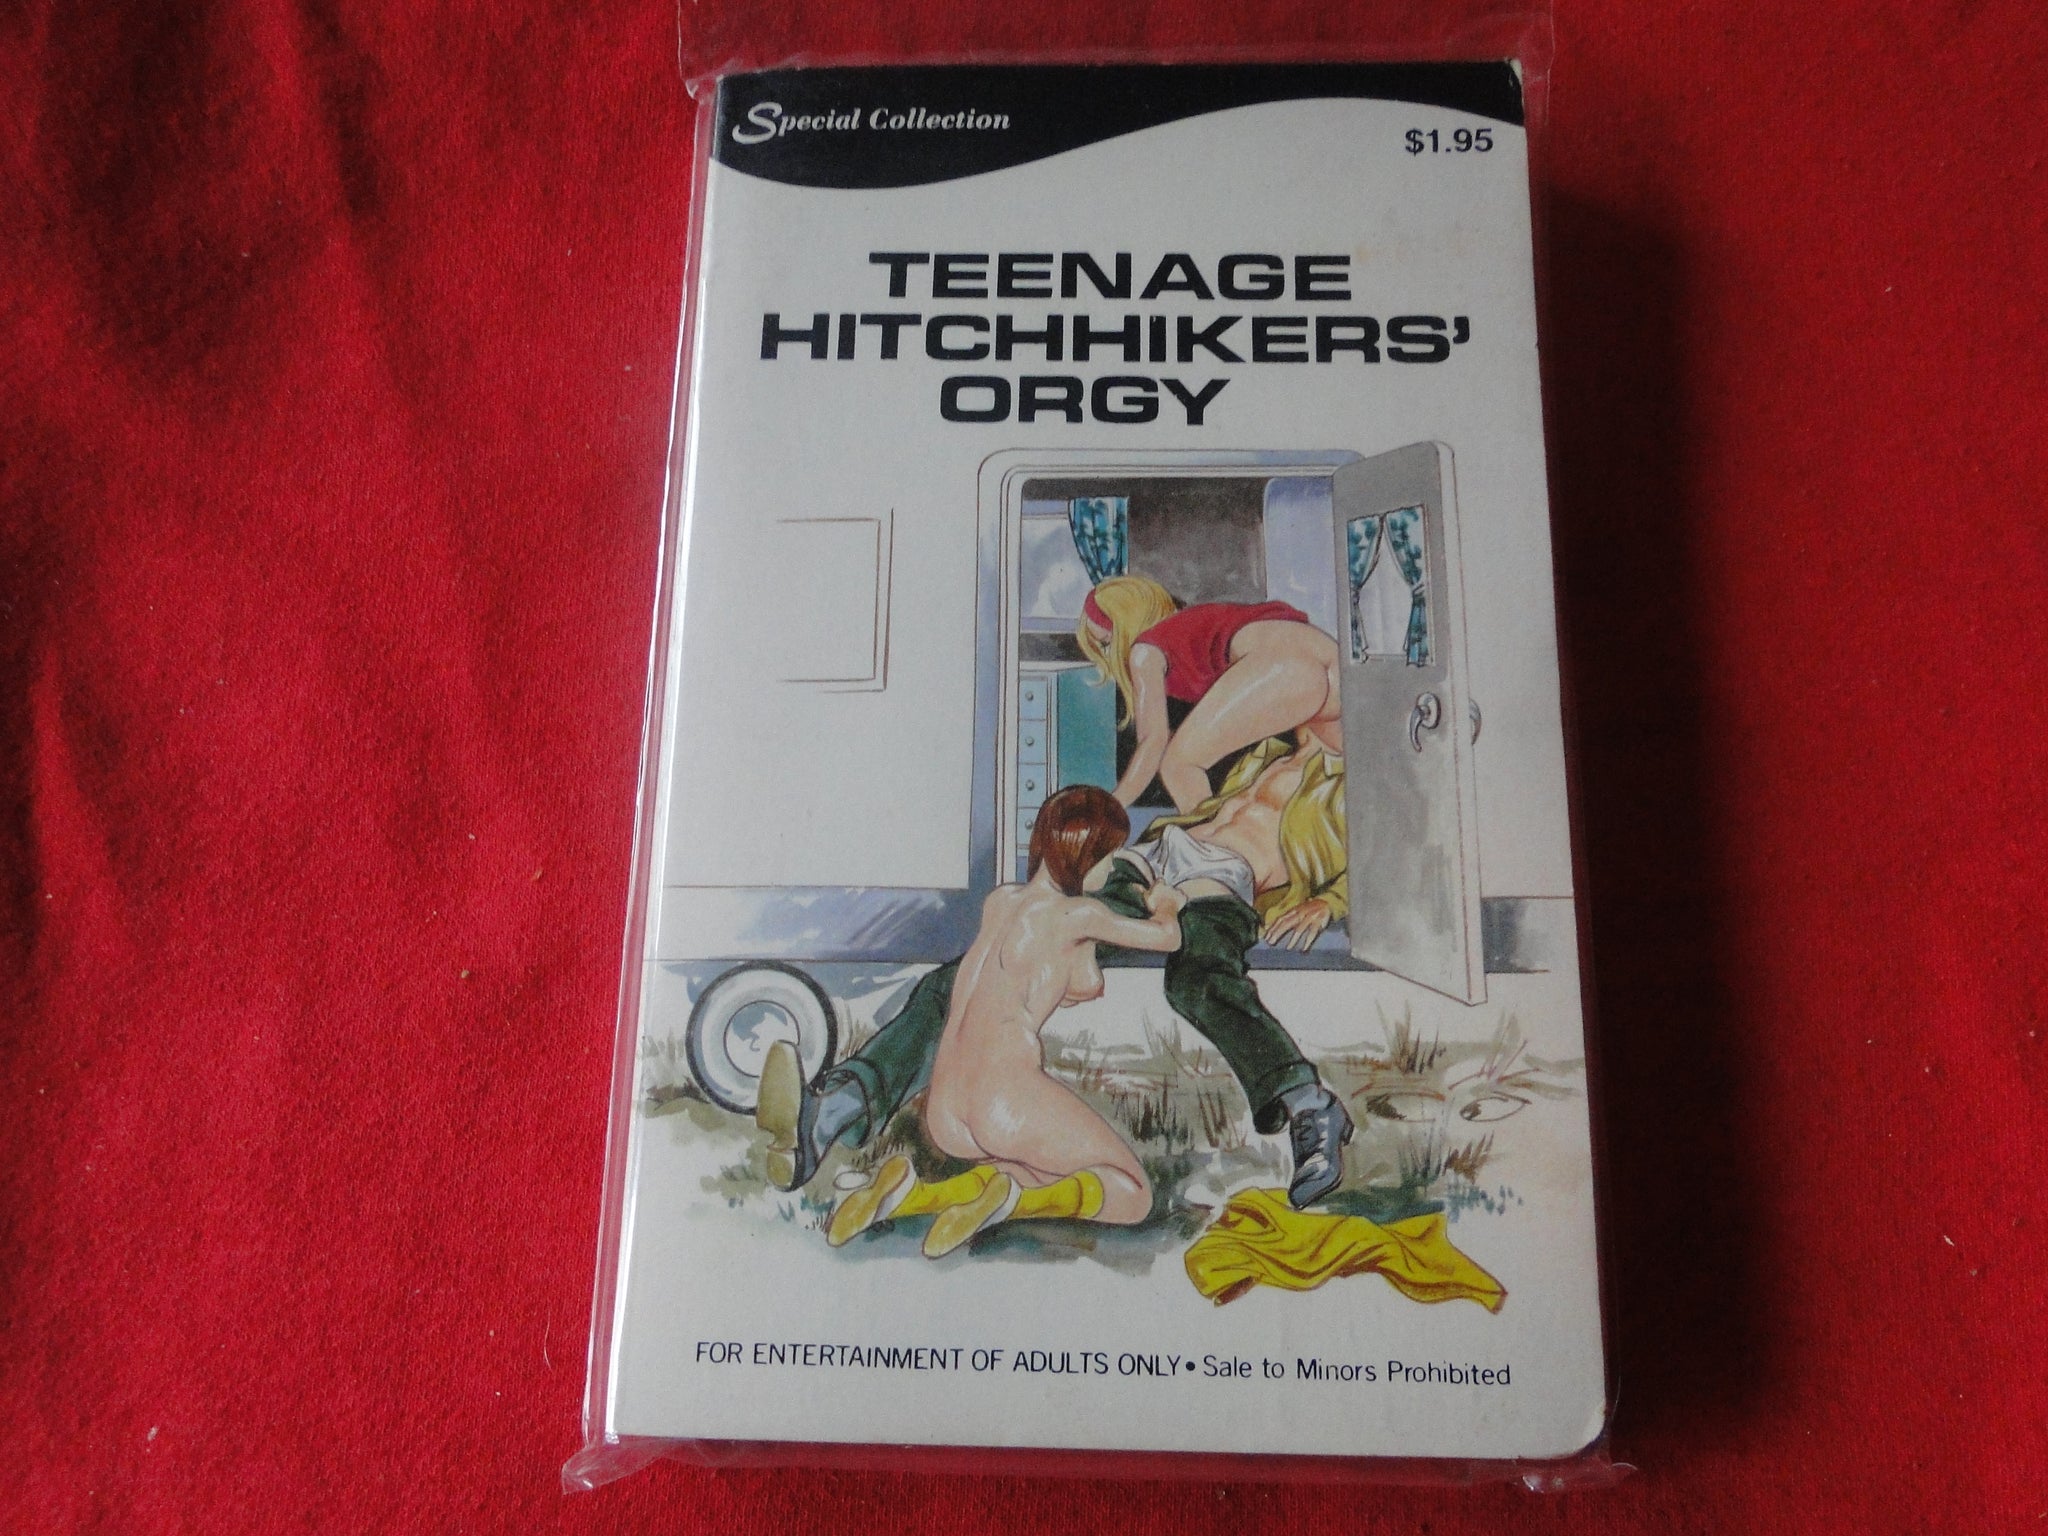 Special Collection
$1.95
TEENAGE
HITCHHIKERS'
ORGY
FOR ENTERTAINMENT OF ADULTS ONLY • Sale to Minors Prohibited